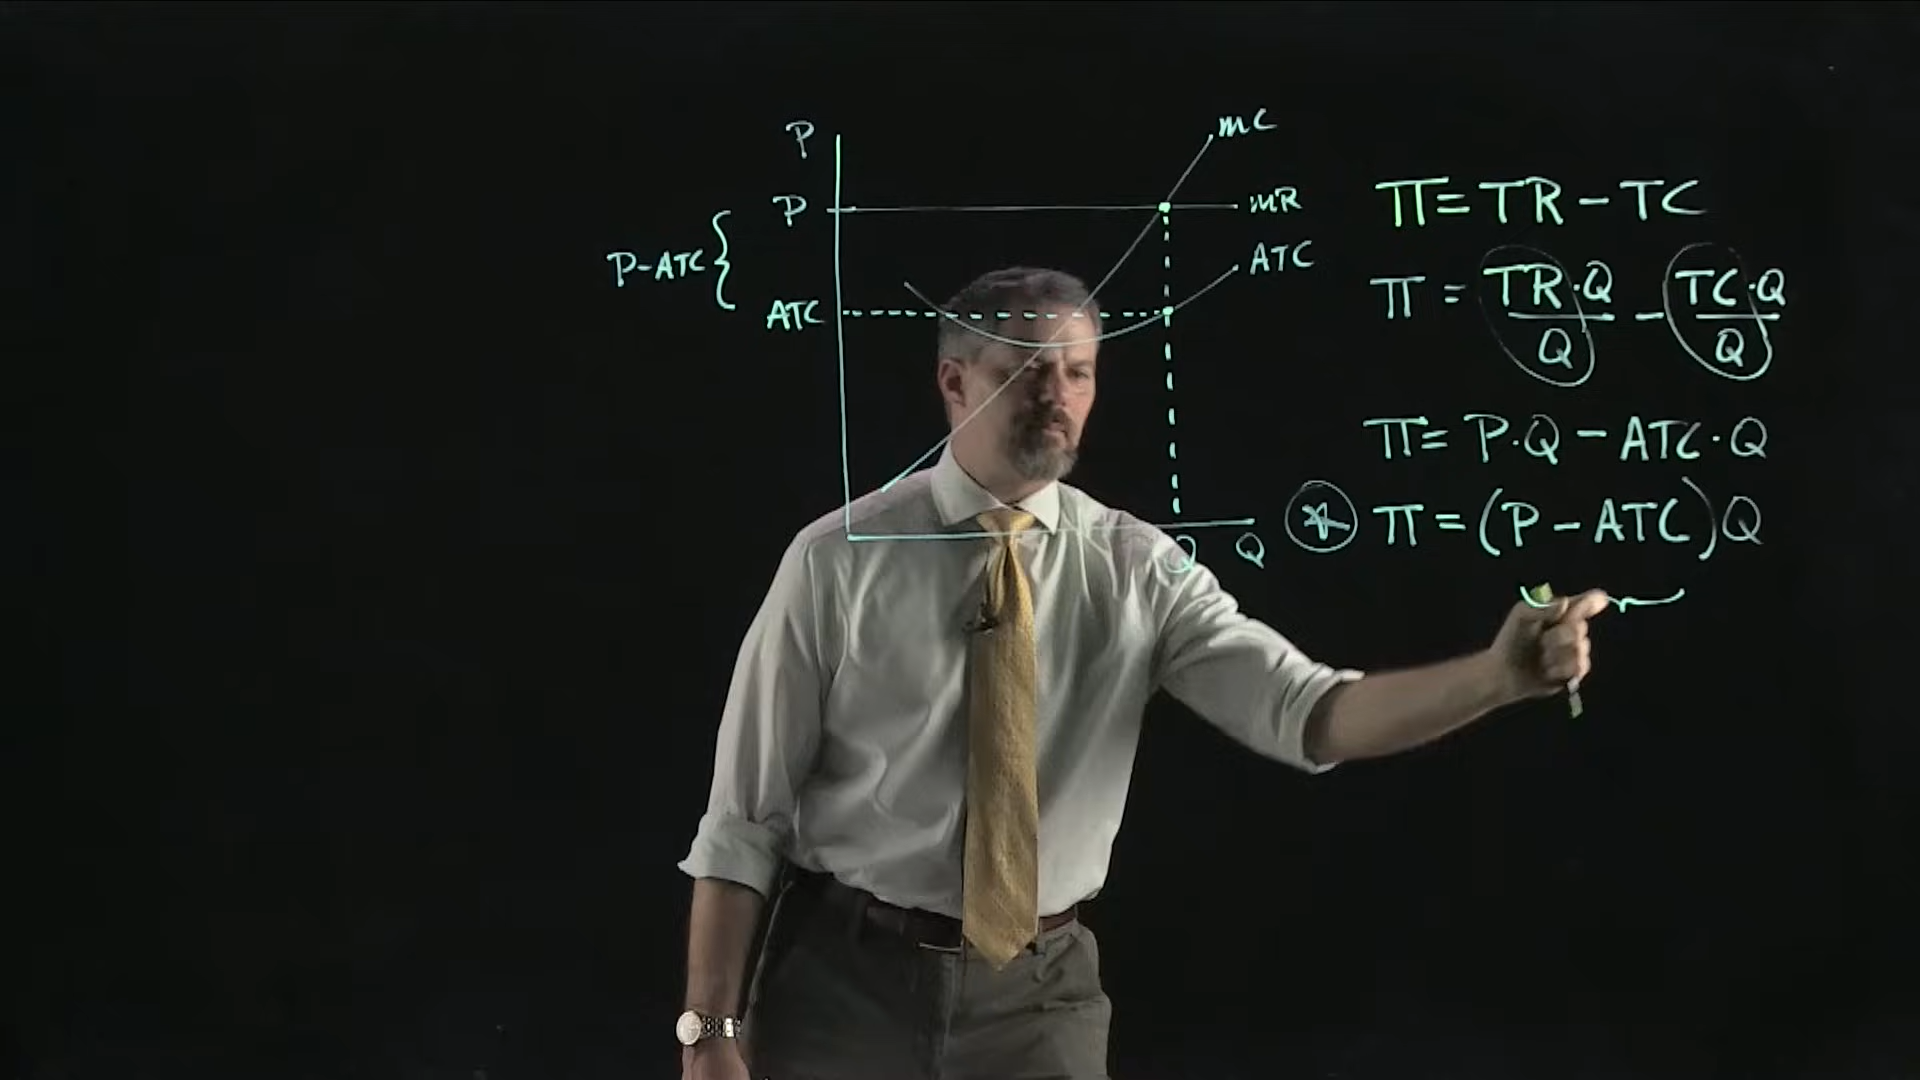 P
mC
P
mR
P-ATC {
ATC
ATC
Q
Q
π = TR - TC
π = TR·Q/Q - TC·Q/Q
π = P·Q - ATC·Q
* π = (P - ATC)Q